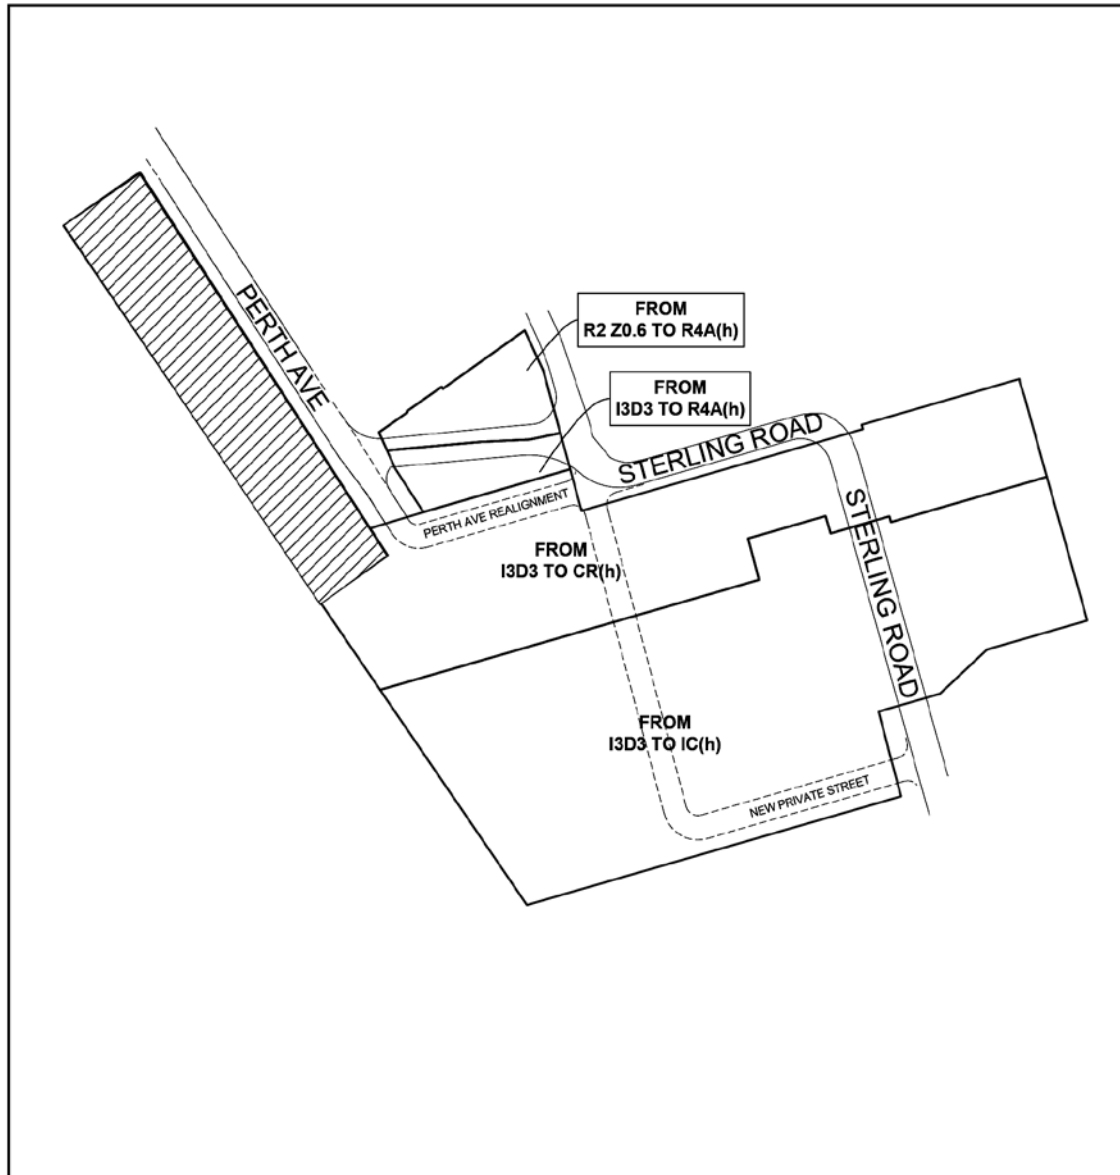 PERTH AVE
FROM
R2 Z0.6 TO R4A(h)
FROM
I3D3 TO R4A(h)
STERLING ROAD
PERTH AVE REALIGNMENT
STERLING ROAD
FROM
I3D3 TO CR(h)
FROM
I3D3 TO IC(h)
NEW PRIVATE STREET